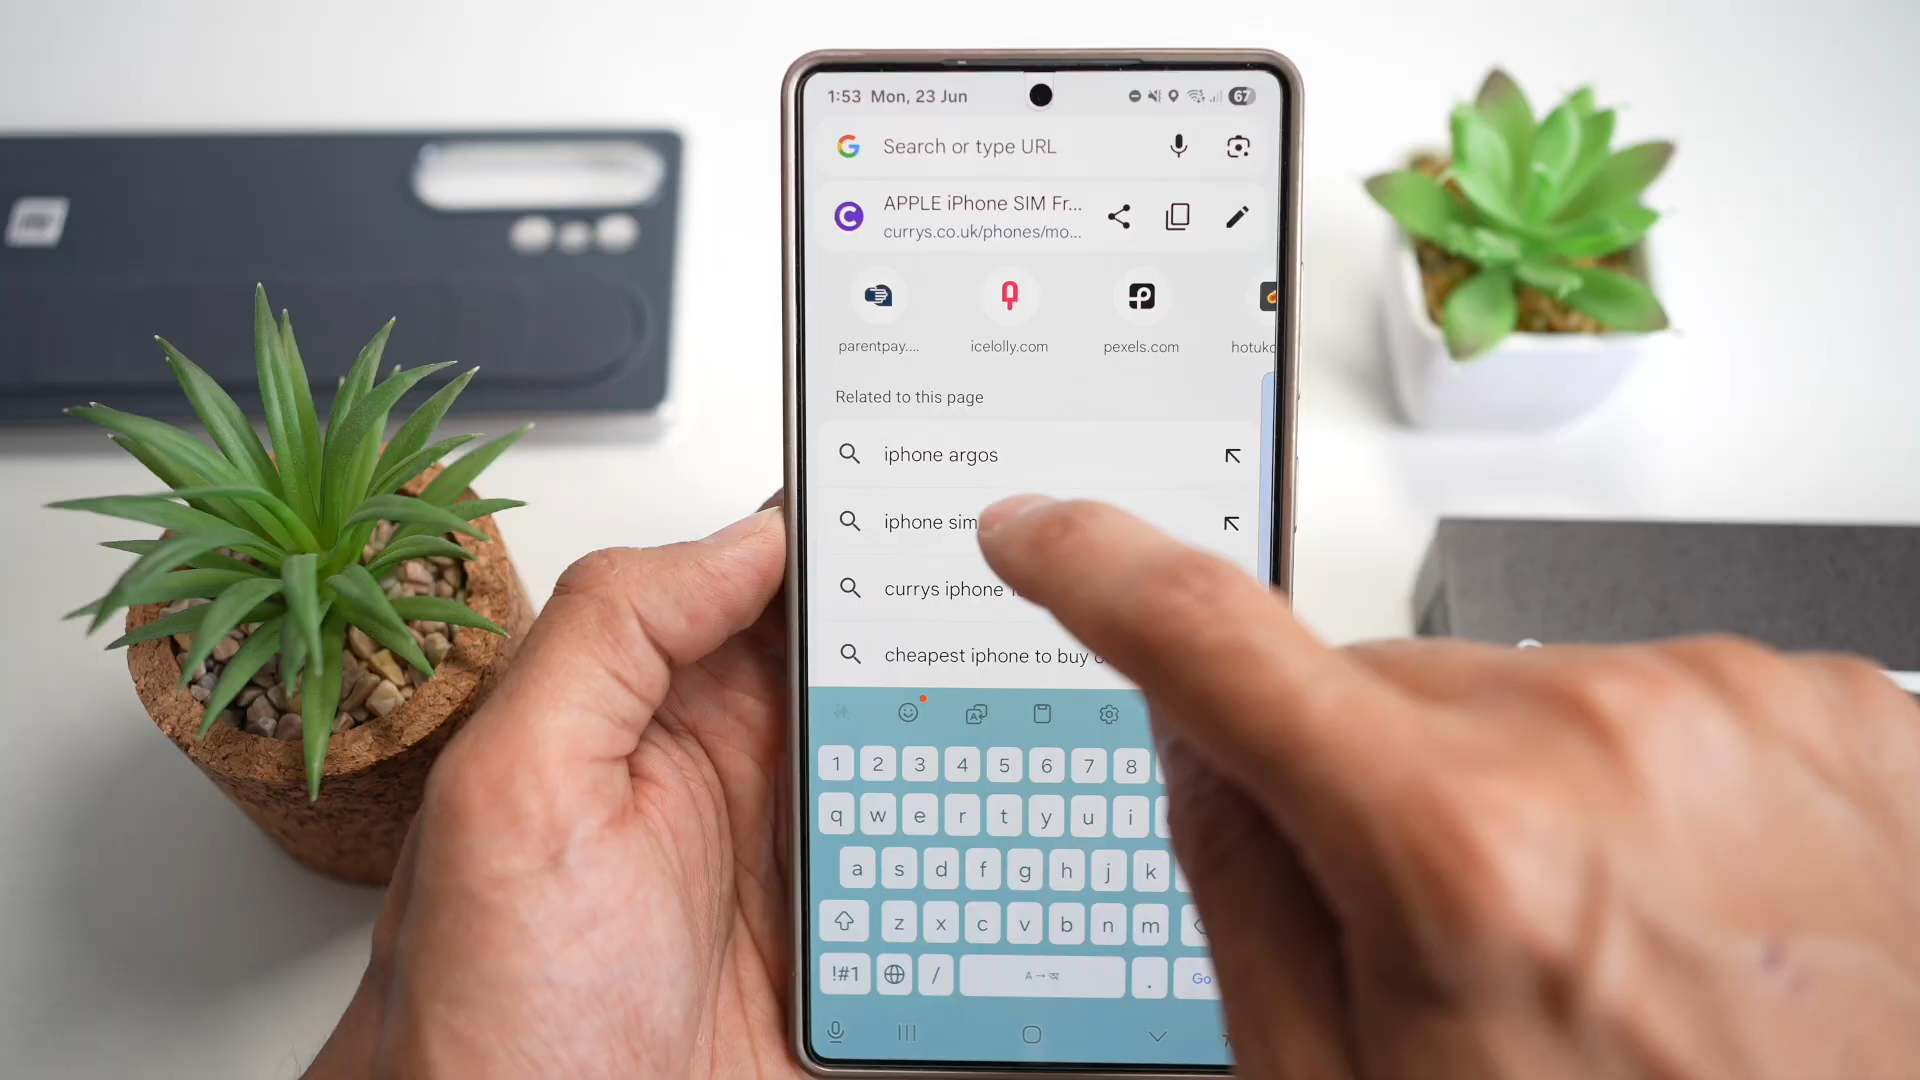 1:53 Mon, 23 Jun
67
Search or type URL
APPLE iPhone SIM Fr...
currys.co.uk/phones/mo...
parentpay....
icelolly.com
pexels.com
hotuk
Related to this page
iphone argos
iphone sim
currys iphone
cheapest iphone to buy
1 2 3 4 5 6 7 8
q w e r t y u i
a s d f g h j k
z x c v b n m
!#1 / A→অ . Go